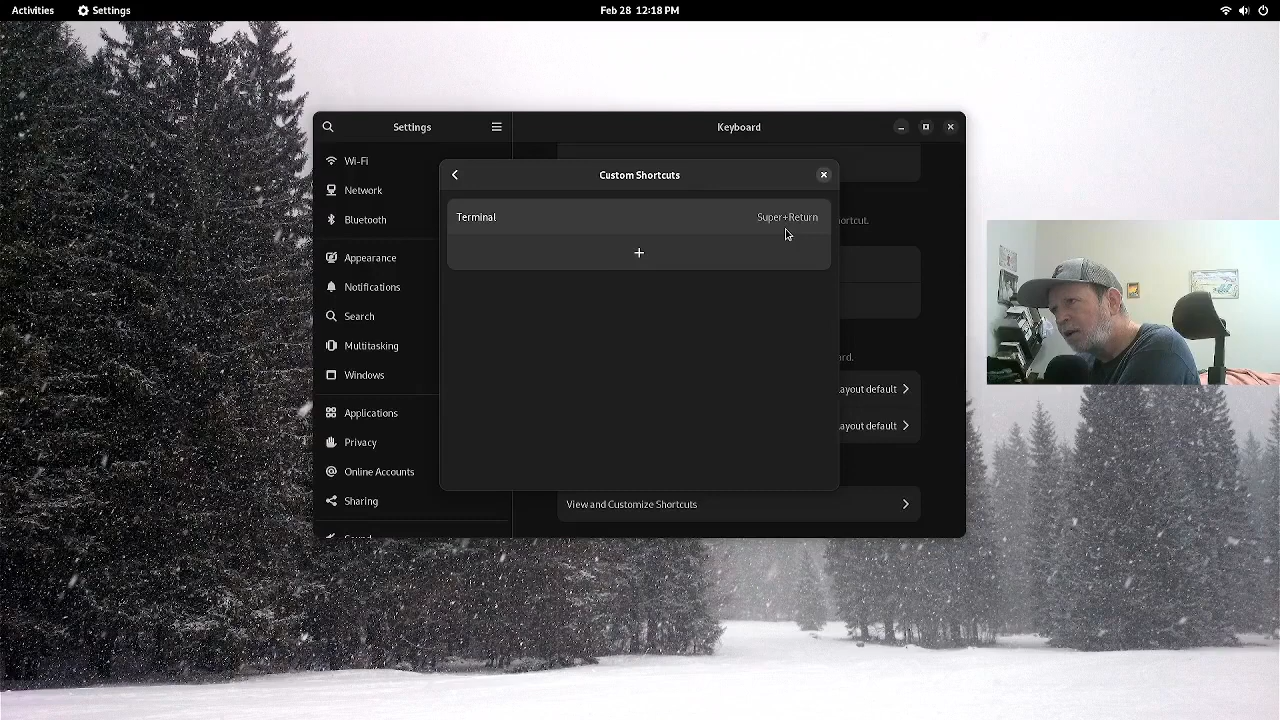 Activities
Settings
Feb 28 12:18 PM
Settings
Keyboard
Wi-Fi
Network
Bluetooth
Appearance
Notifications
Search
Multitasking
Windows
Applications
Privacy
Online Accounts
Sharing
Custom Shortcuts
Terminal
Super+Return
ortcut.
ard.
ayout default
ayout default
View and Customize Shortcuts